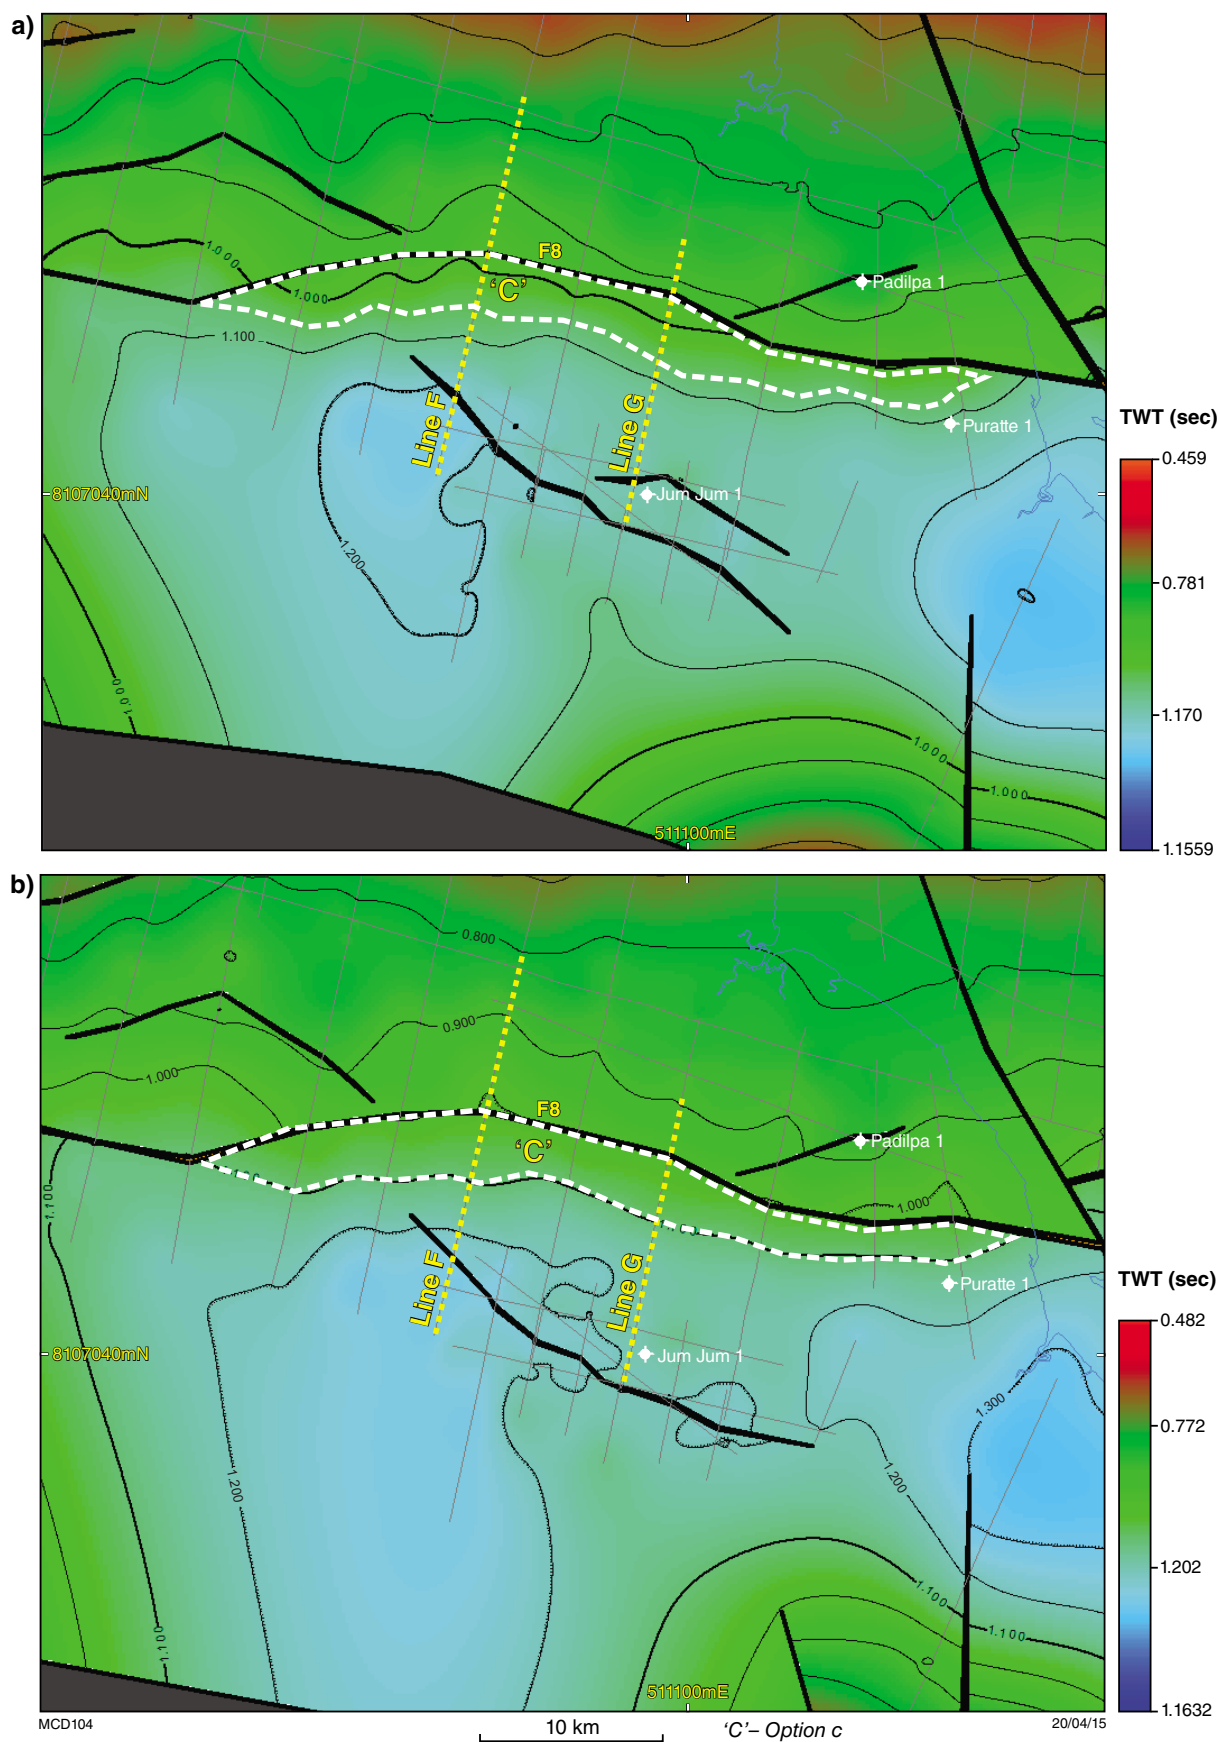 a)
1.000
F8
'C'
1.000
Padilpa 1
1.100
Puratte 1
Line F
Line G
TWT (sec)
0.459
8107040mN
Jum Jum 1
1.200
0.781
1.000
1.170
1.000
1.000
511100mE
1.1559
b)
0.800
0.900
1.000
F8
'C'
Padilpa 1
1.100
1.000
Puratte 1
Line F
Line G
TWT (sec)
0.482
8107040mN
Jum Jum 1
1.300
0.772
1.200
1.200
1.202
1.100
1.100
1.100
511100mE
1.1632
MCD104
10 km
'C'– Option c
20/04/15